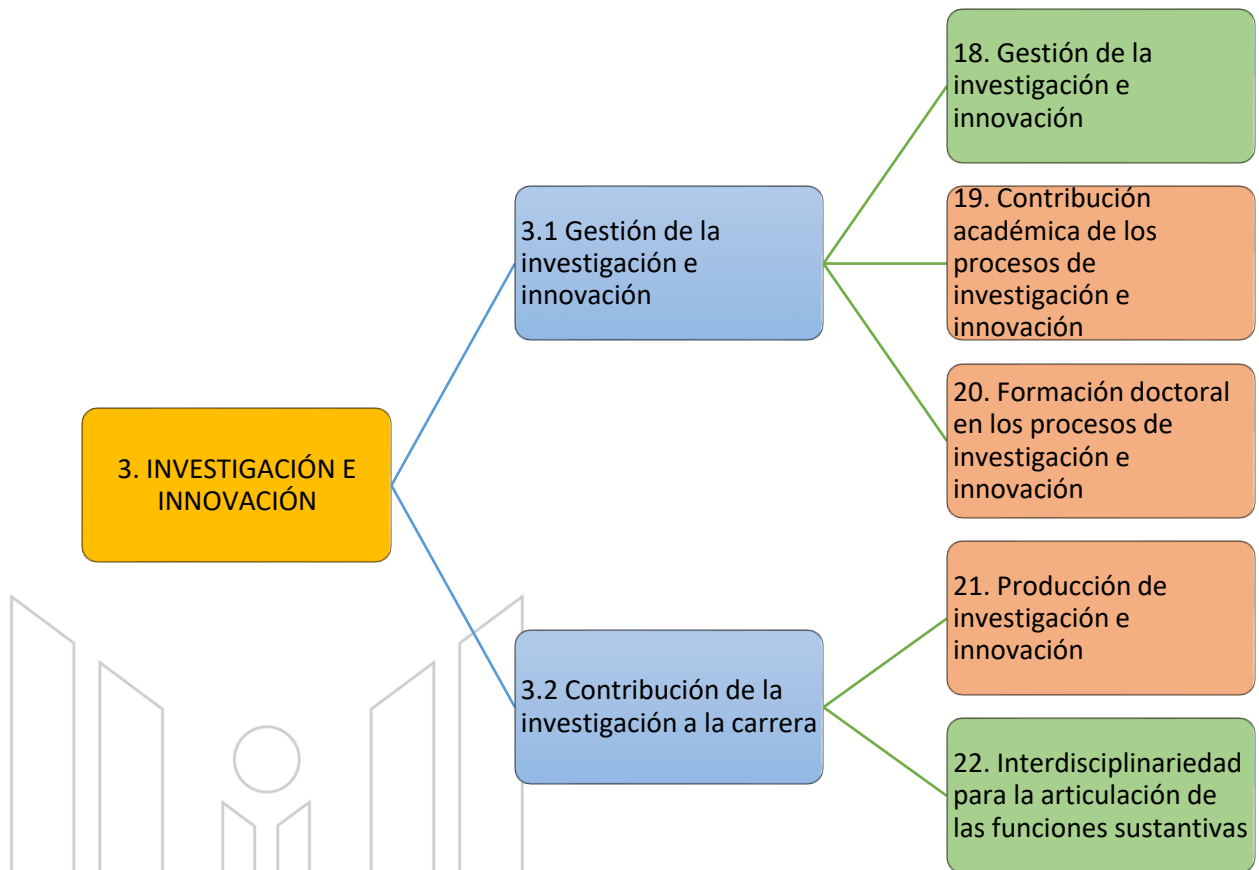 18. Gestión de la
investigación e
innovación
3.1 Gestión de la
investigación e
innovación
19. Contribución
académica de los
procesos de
investigación e
innovación
20. Formación doctoral
en los procesos de
investigación e
innovación
3. INVESTIGACIÓN E
INNOVACIÓN
21. Producción de
investigación e
innovación
3.2 Contribución de la
investigación a la carrera
22. Interdisciplinariedad
para la articulación de
las funciones sustantivas